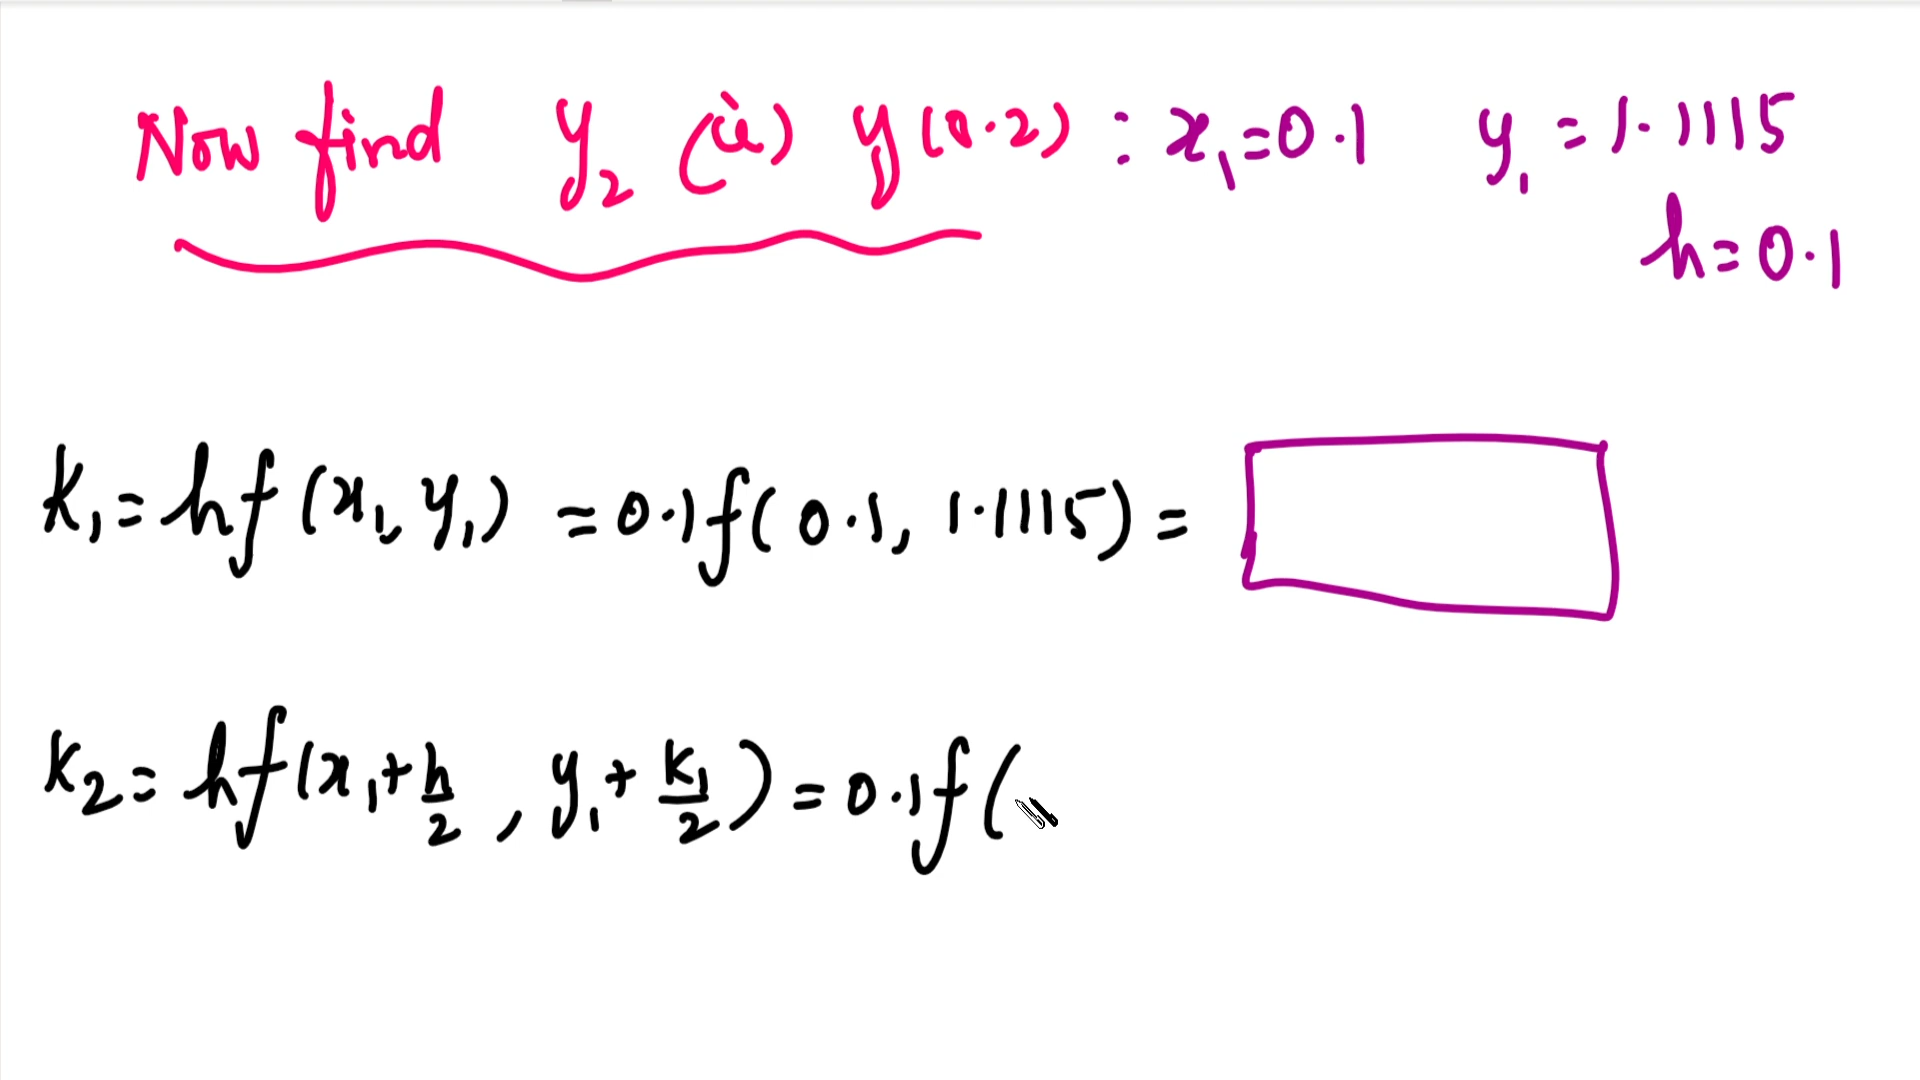 Now find y₂ (ie) y(0.2) : x₁=0.1 y₁ = 1.1115
h=0.1
K₁ = hf(x₁, y₁) = 0.1f(0.1, 1.1115) =
K₂ = hf(x₁+h/2 , y₁+K₁/2) = 0.1f(